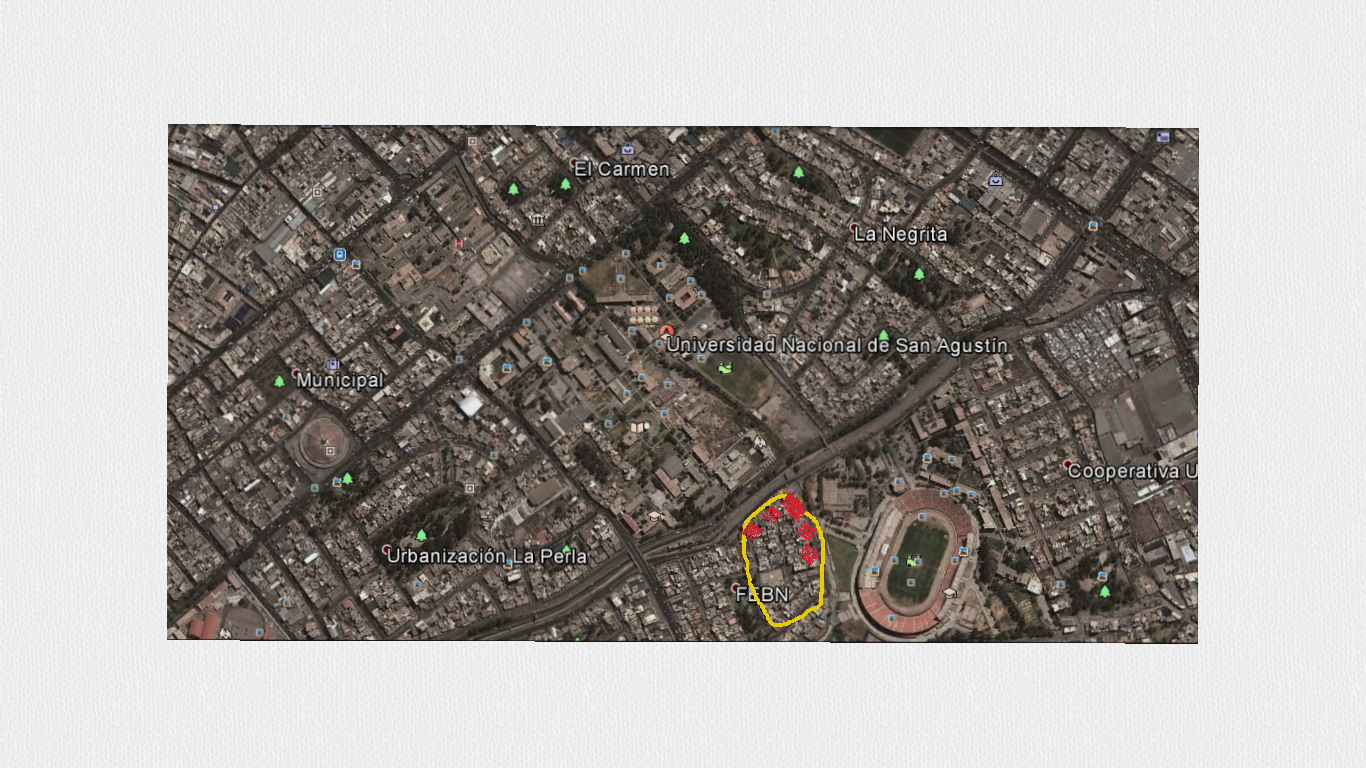 El Carmen
La Negrita
Universidad Nacional de San Agustín
Municipal
Cooperativa U
Urbanización La Perla
FEBN